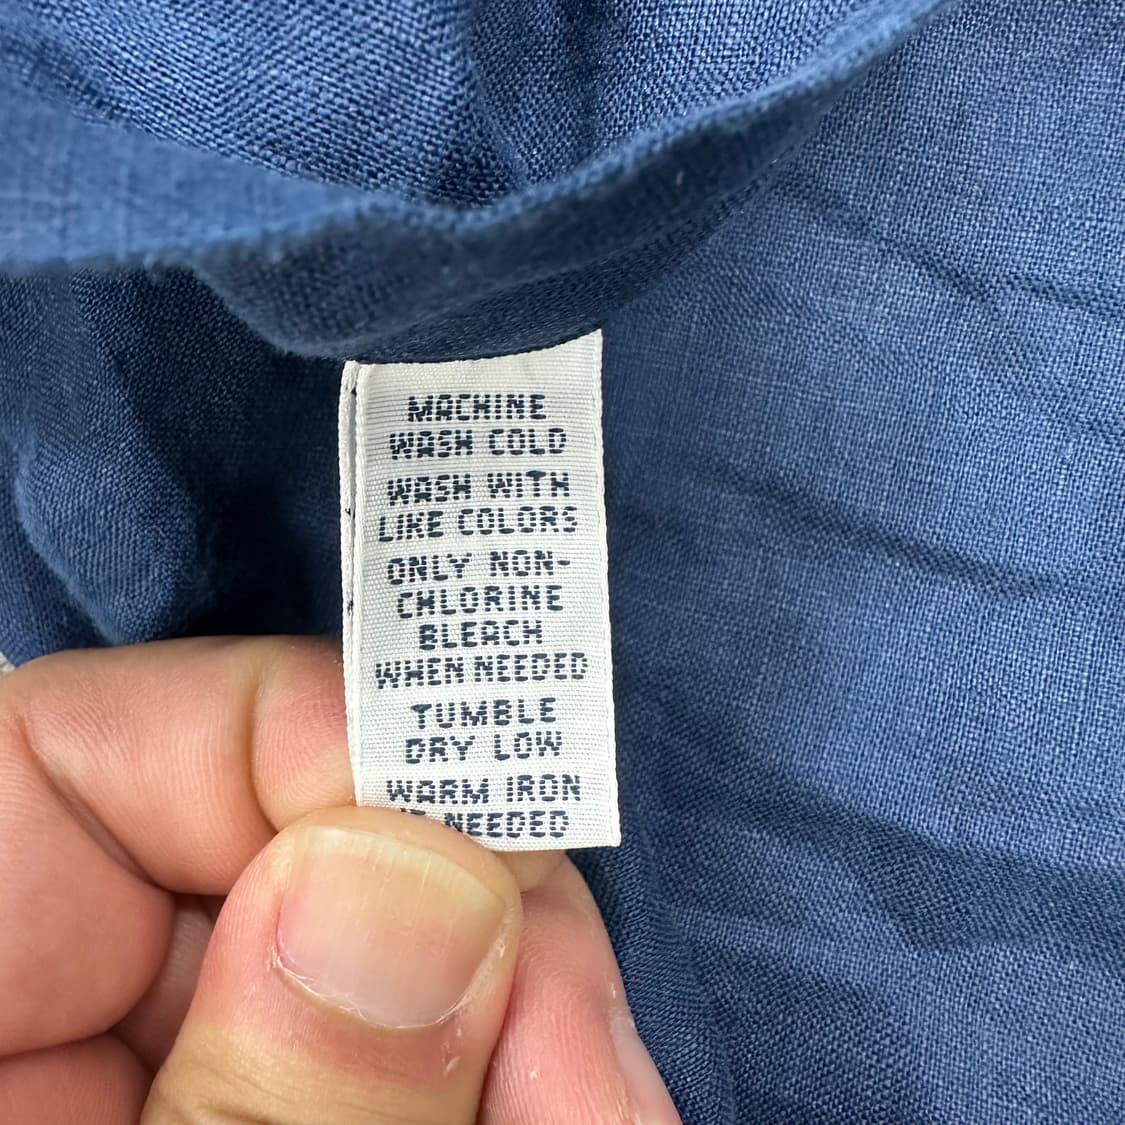 MACHINE
WASH COLD
WASH WITH
LIKE COLORS
ONLY NON-
CHLORINE
BLEACH
WHEN NEEDED
TUMBLE
DRY LOW
WARM IRON
IF NEEDED